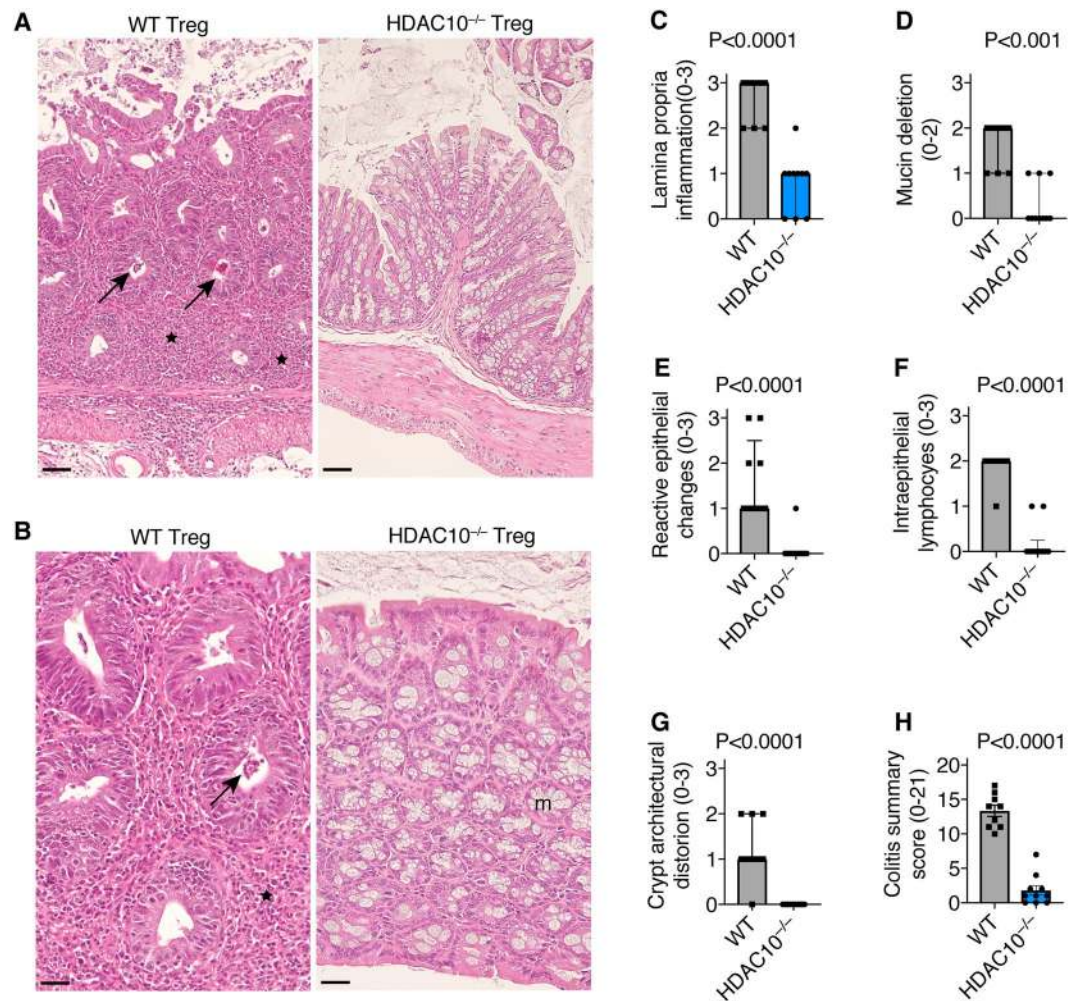 A
WT Treg
HDAC10⁻/⁻ Treg
B
WT Treg
HDAC10⁻/⁻ Treg
m
C
P<0.0001
Lamina propria
inflammation(0-3)
3
2
1
0
WT
HDAC10⁻/⁻
D
P<0.001
Mucin deletion
(0-2)
3
2
1
0
WT
HDAC10⁻/⁻
E
P<0.0001
Reactive epithelial
changes (0-3)
3
2
1
0
WT
HDAC10⁻/⁻
F
P<0.0001
Intraepithelial
lymphocytes (0-3)
3
2
1
0
WT
HDAC10⁻/⁻
G
P<0.0001
Crypt architectural
distorion (0-3)
3
2
1
0
WT
HDAC10⁻/⁻
H
P<0.0001
Colitis summary
score (0-21)
20
15
10
5
0
WT
HDAC10⁻/⁻